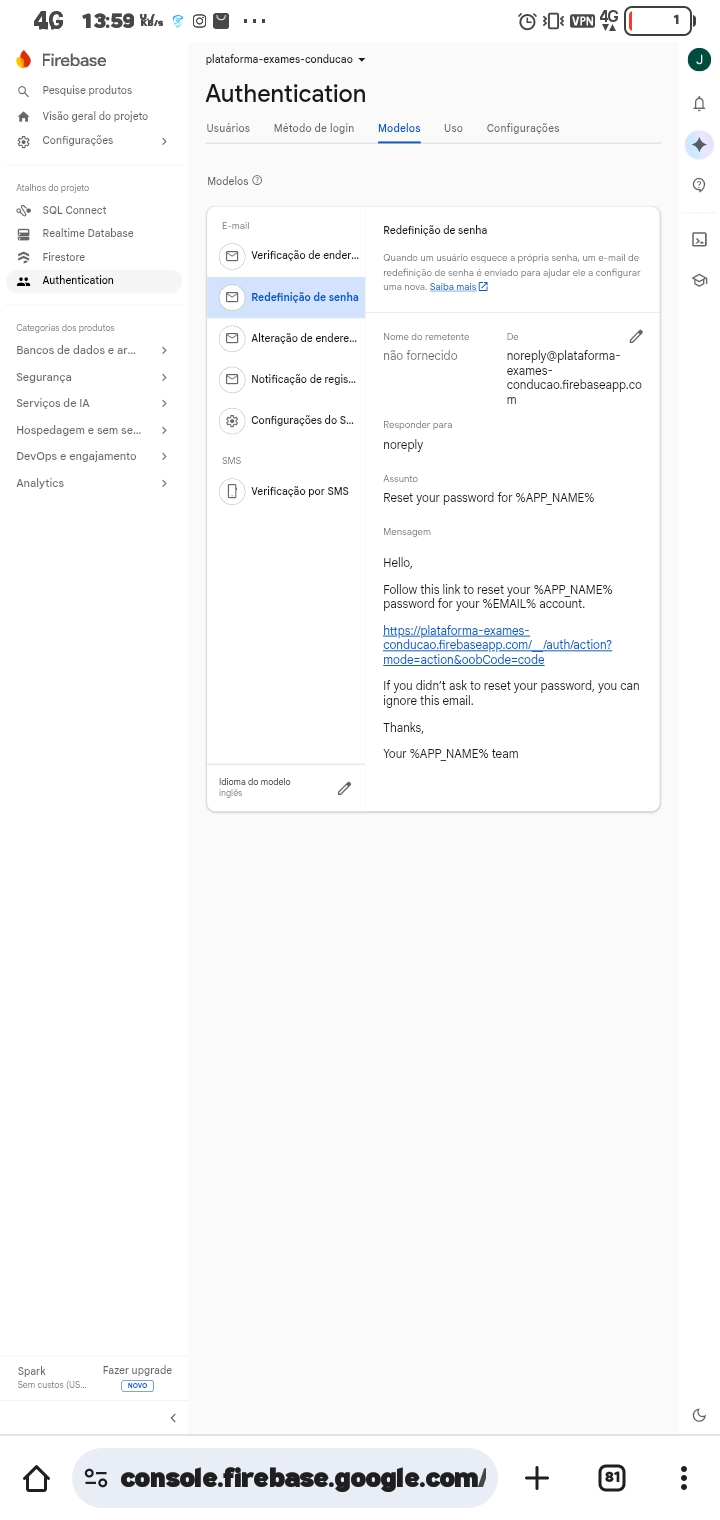 4G 13:59 KB/s VPN 4G 1
Firebase
Pesquise produtos
Visão geral do projeto
Configurações
Atalhos do projeto
SQL Connect
Realtime Database
Firestore
Authentication
Categorias dos produtos
Bancos de dados e ar...
Segurança
Serviços de IA
Hospedagem e sem se...
DevOps e engajamento
Analytics
Spark
Sem custos (US...
Fazer upgrade
NOVO
plataforma-exames-conducao
J
Authentication
Usuários Método de login Modelos Uso Configurações
Modelos
E-mail
Verificação de ender...
Redefinição de senha
Alteração de endere...
Notificação de regis...
Configurações do S...
SMS
Verificação por SMS
Idioma do modelo
inglês
Redefinição de senha
Quando um usuário esquece a própria senha, um e-mail de
redefinição de senha é enviado para ajudar ele a configurar
uma nova. Saiba mais
Nome do remetente
não fornecido
De
noreply@plataforma-
exames-
conducao.firebaseapp.co
m
Responder para
noreply
Assunto
Reset your password for %APP_NAME%
Mensagem
Hello,
Follow this link to reset your %APP_NAME%
password for your %EMAIL% account.
https://plataforma-exames-
conducao.firebaseapp.com/__/auth/action?
mode=action&oobCode=code
If you didn’t ask to reset your password, you can
ignore this email.
Thanks,
Your %APP_NAME% team
console.firebase.google.com/
81